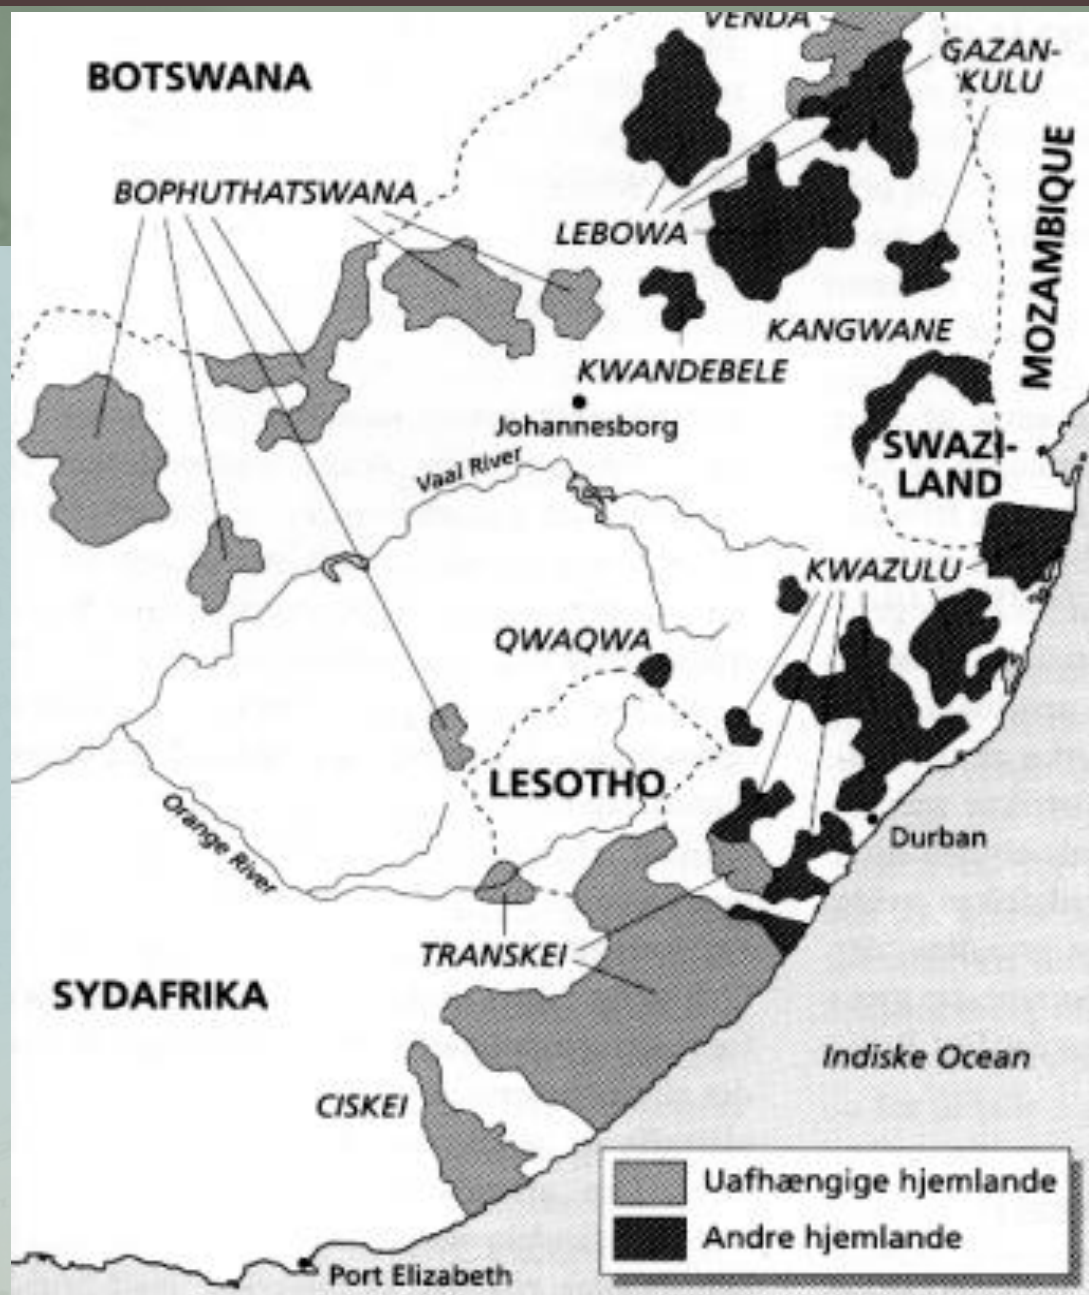 VENDA
GAZAN-
KULU
BOTSWANA
MOZAMBIQUE
BOPHUTHATSWANA
LEBOWA
KANGWANE
KWANDEBELE
Johannesborg
SWAZI-
LAND
Vaal River
KWAZULU
QWAQWA
LESOTHO
Orange River
Durban
TRANSKEI
SYDAFRIKA
Indiske Ocean
CISKEI
Uafhængige hjemlande
Andre hjemlande
Port Elizabeth